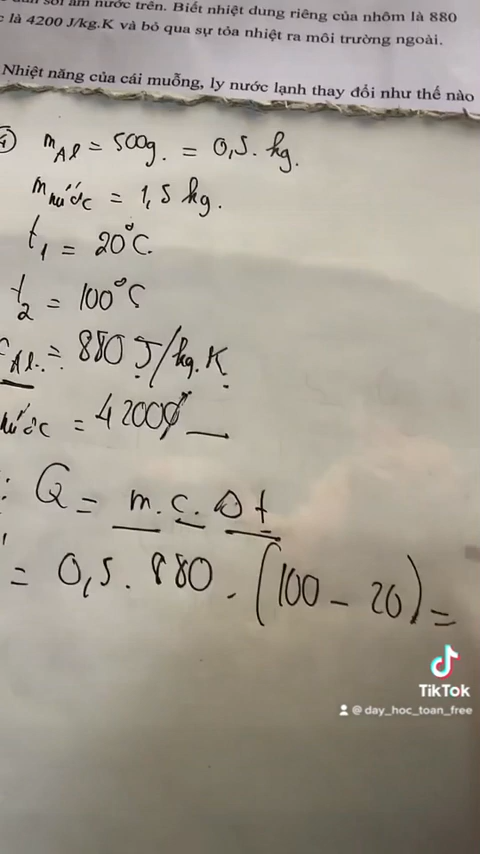 sôi ấm nước trên. Biết nhiệt dung riêng của nhôm là 880
là 4200 J/kg.K và bỏ qua sự tỏa nhiệt ra môi trường ngoài.
Nhiệt năng của cái muỗng, ly nước lạnh thay đổi như thế nào
m Al = 500g. = 0,5. kg.
m nước = 1,5 kg.
t1 = 20°C.
t2 = 100°C
Al. = 880 J/kg.K
nước = 4200
Q = m.c.Δt
= 0,5. 880. (100 - 20) =
TikTok
@day_hoc_toan_free